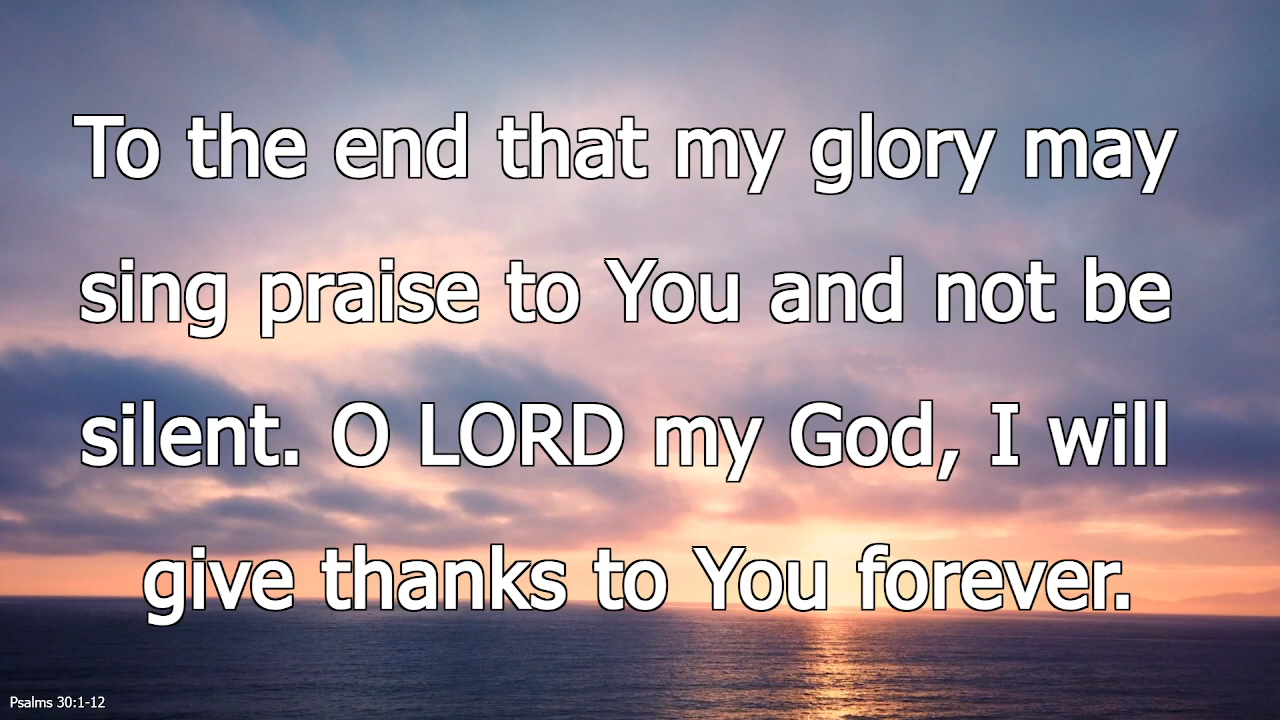 To the end that my glory may
sing praise to You and not be
silent. O LORD my God, I will
give thanks to You forever.
Psalms 30:1-12